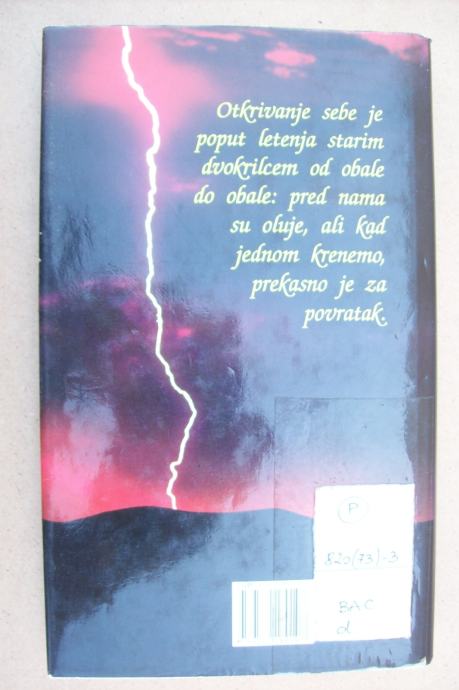 Otkrivanje sebe je
poput letenja starim
dvokrilcem od obale
do obale: pred nama
su oluje, ali kad
jednom krenemo,
prekasno je za
povratak.
P
820(73)-3
BAC
d